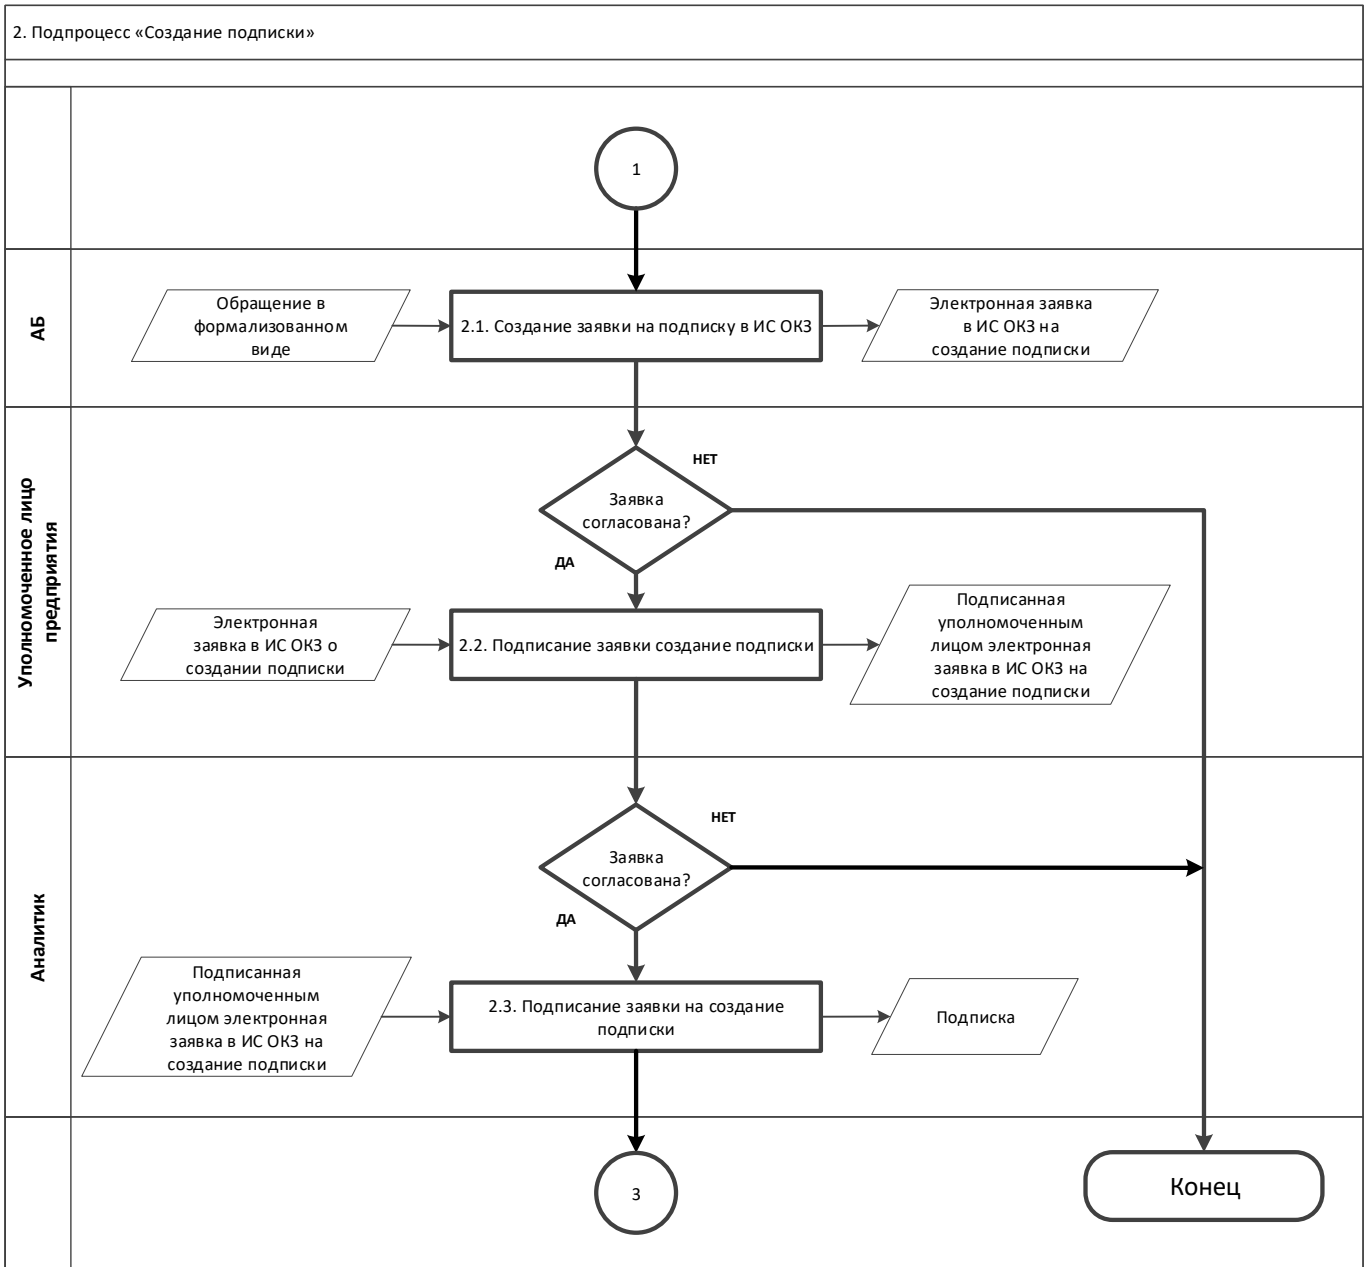 2. Подпроцесс «Создание подписки»
1
АБ
Обращение в
формализованном
виде
2.1. Создание заявки на подписку в ИС ОКЗ
Электронная заявка
в ИС ОКЗ на
создание подписки
Уполномоченное лицо
предприятия
НЕТ
Заявка
согласована?
ДА
Электронная
заявка в ИС ОКЗ о
создании подписки
2.2. Подписание заявки создание подписки
Подписанная
уполномоченным
лицом электронная
заявка в ИС ОКЗ на
создание подписки
Аналитик
НЕТ
Заявка
согласована?
ДА
Подписанная
уполномоченным
лицом электронная
заявка в ИС ОКЗ на
создание подписки
2.3. Подписание заявки на создание
подписки
Подписка
3
Конец